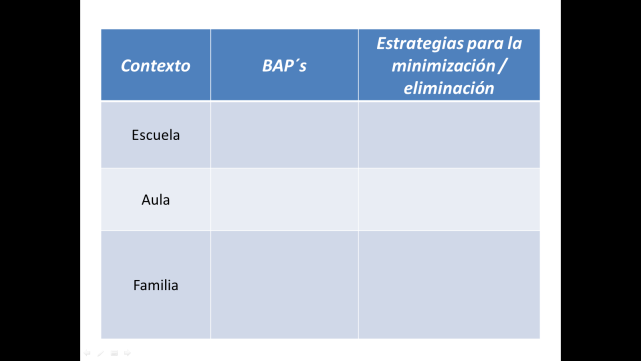 Contexto
BAP´s
Estrategias para la
minimización /
eliminación
Escuela
Aula
Familia